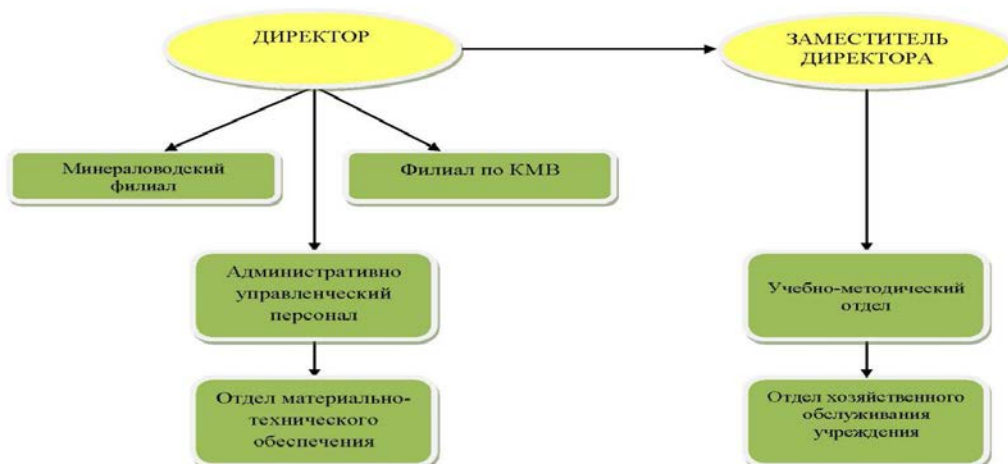 ДИРЕКТОР
ЗАМЕСТИТЕЛЬ
ДИРЕКТОРА
Минераловодский
филиал
Филиал по КМВ
Административно
управленческий
персонал
Учебно-методический
отдел
Отдел материально-
технического
обеспечения
Отдел хозяйственного
обслуживания
учреждения